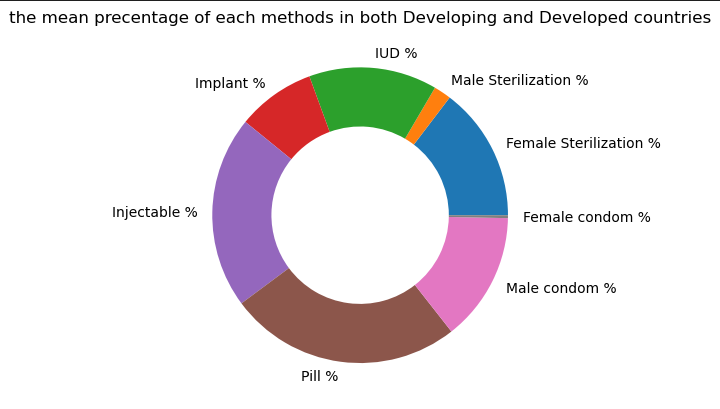 the mean precentage of each methods in both Developing and Developed countries
IUD %
Male Sterilization %
Implant %
Female Sterilization %
Injectable %
Female condom %
Male condom %
Pill %